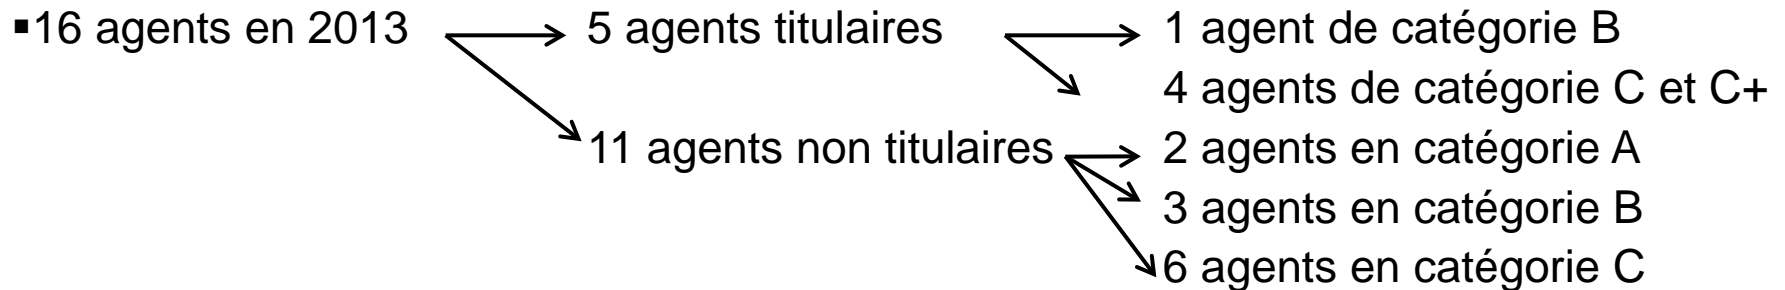 ▪16 agents en 2013 5 agents titulaires 1 agent de catégorie B
4 agents de catégorie C et C+
11 agents non titulaires 2 agents en catégorie A
3 agents en catégorie B
6 agents en catégorie C